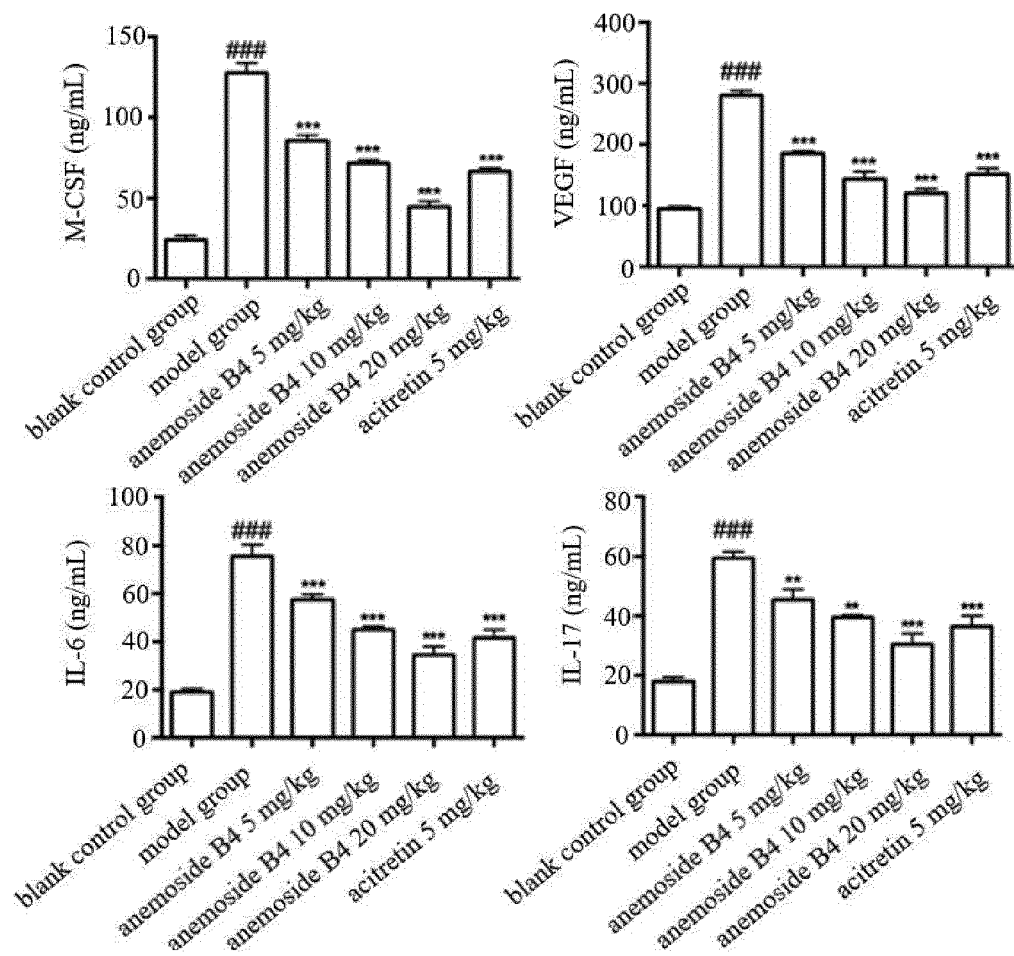 M-CSF (ng/mL)
150
100
50
0
###
***
***
***
***
blank control group
model group
anemoside B4 5 mg/kg
anemoside B4 10 mg/kg
anemoside B4 20 mg/kg
acitretin 5 mg/kg
VEGF (ng/mL)
400
300
200
100
0
###
***
***
***
***
blank control group
model group
anemoside B4 5 mg/kg
anemoside B4 10 mg/kg
anemoside B4 20 mg/kg
acitretin 5 mg/kg
IL-6 (ng/mL)
100
80
60
40
20
0
###
***
***
***
***
blank control group
model group
anemoside B4 5 mg/kg
anemoside B4 10 mg/kg
anemoside B4 20 mg/kg
acitretin 5 mg/kg
IL-17 (ng/mL)
80
60
40
20
0
###
**
**
***
***
blank control group
model group
anemoside B4 5 mg/kg
anemoside B4 10 mg/kg
anemoside B4 20 mg/kg
acitretin 5 mg/kg